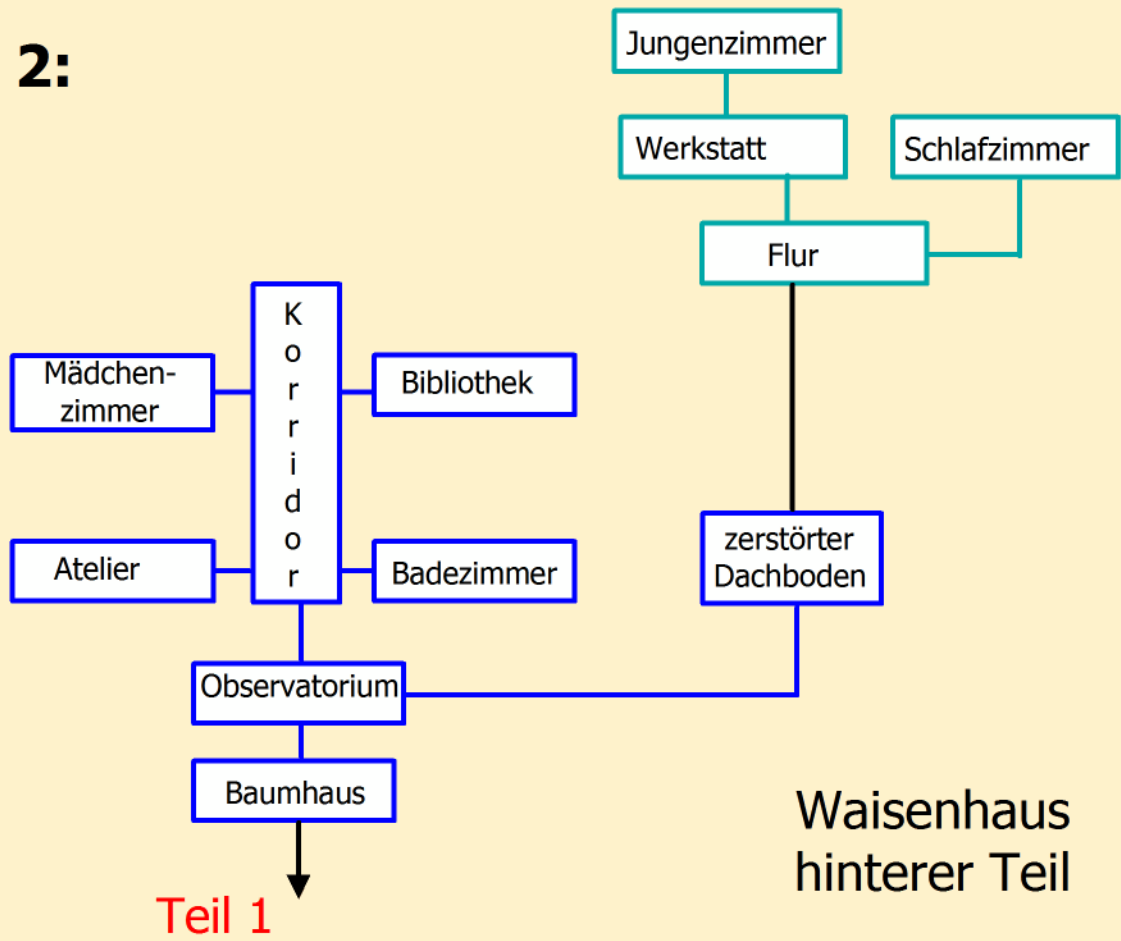 2:
Jungenzimmer
Werkstatt
Schlafzimmer
Flur
Korridor
Mädchen-
zimmer
Bibliothek
Atelier
Badezimmer
zerstörter
Dachboden
Observatorium
Baumhaus
Waisenhaus
hinterer Teil
Teil 1